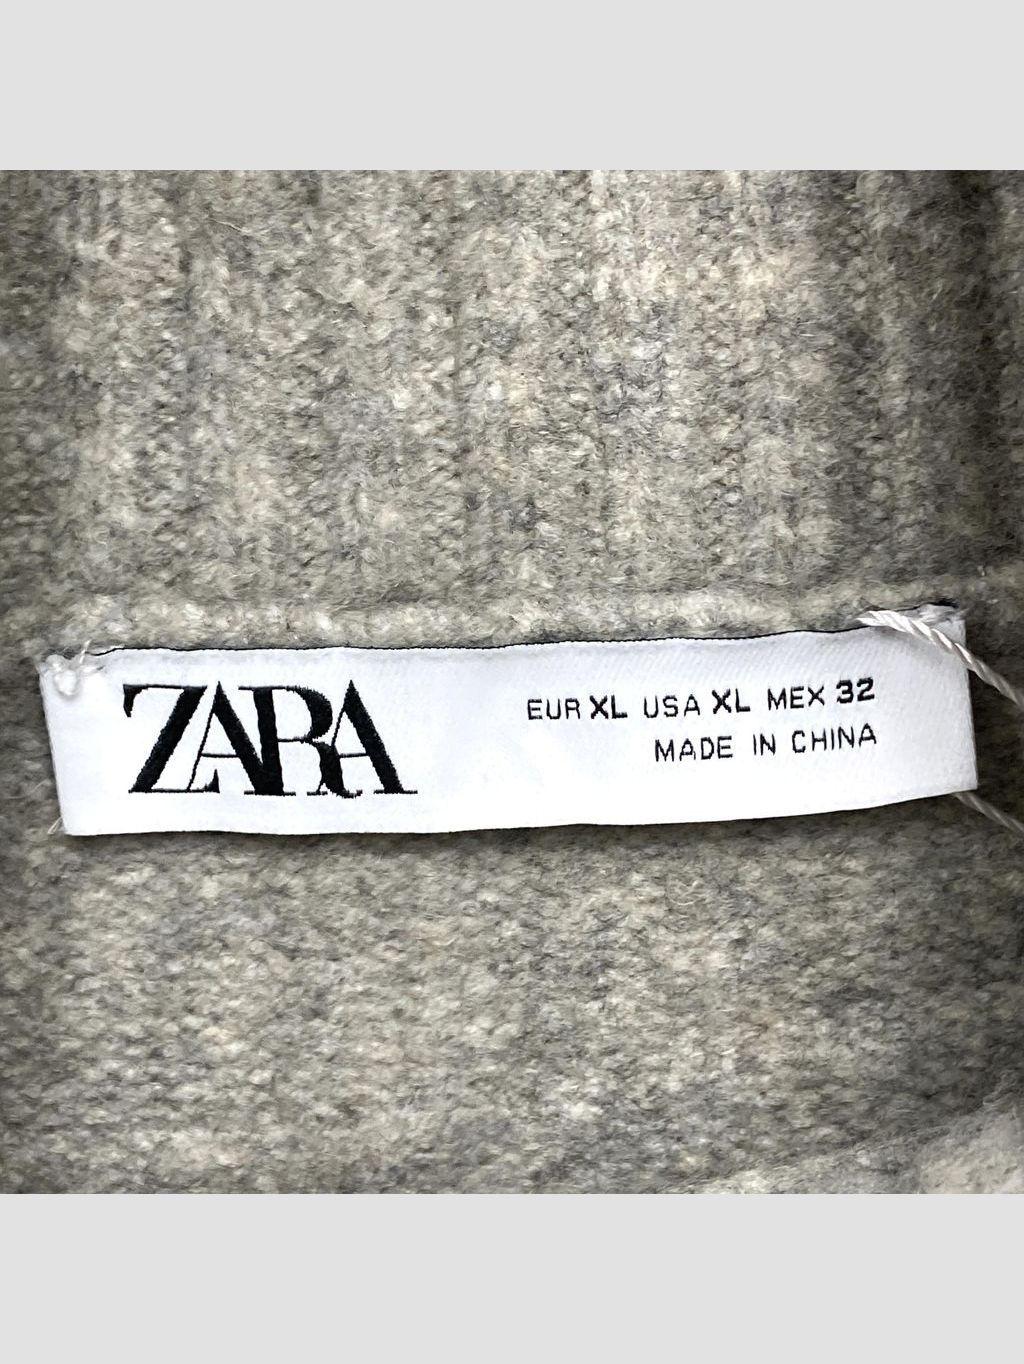 ZARA
EUR XL USA XL MEX 32
MADE IN CHINA